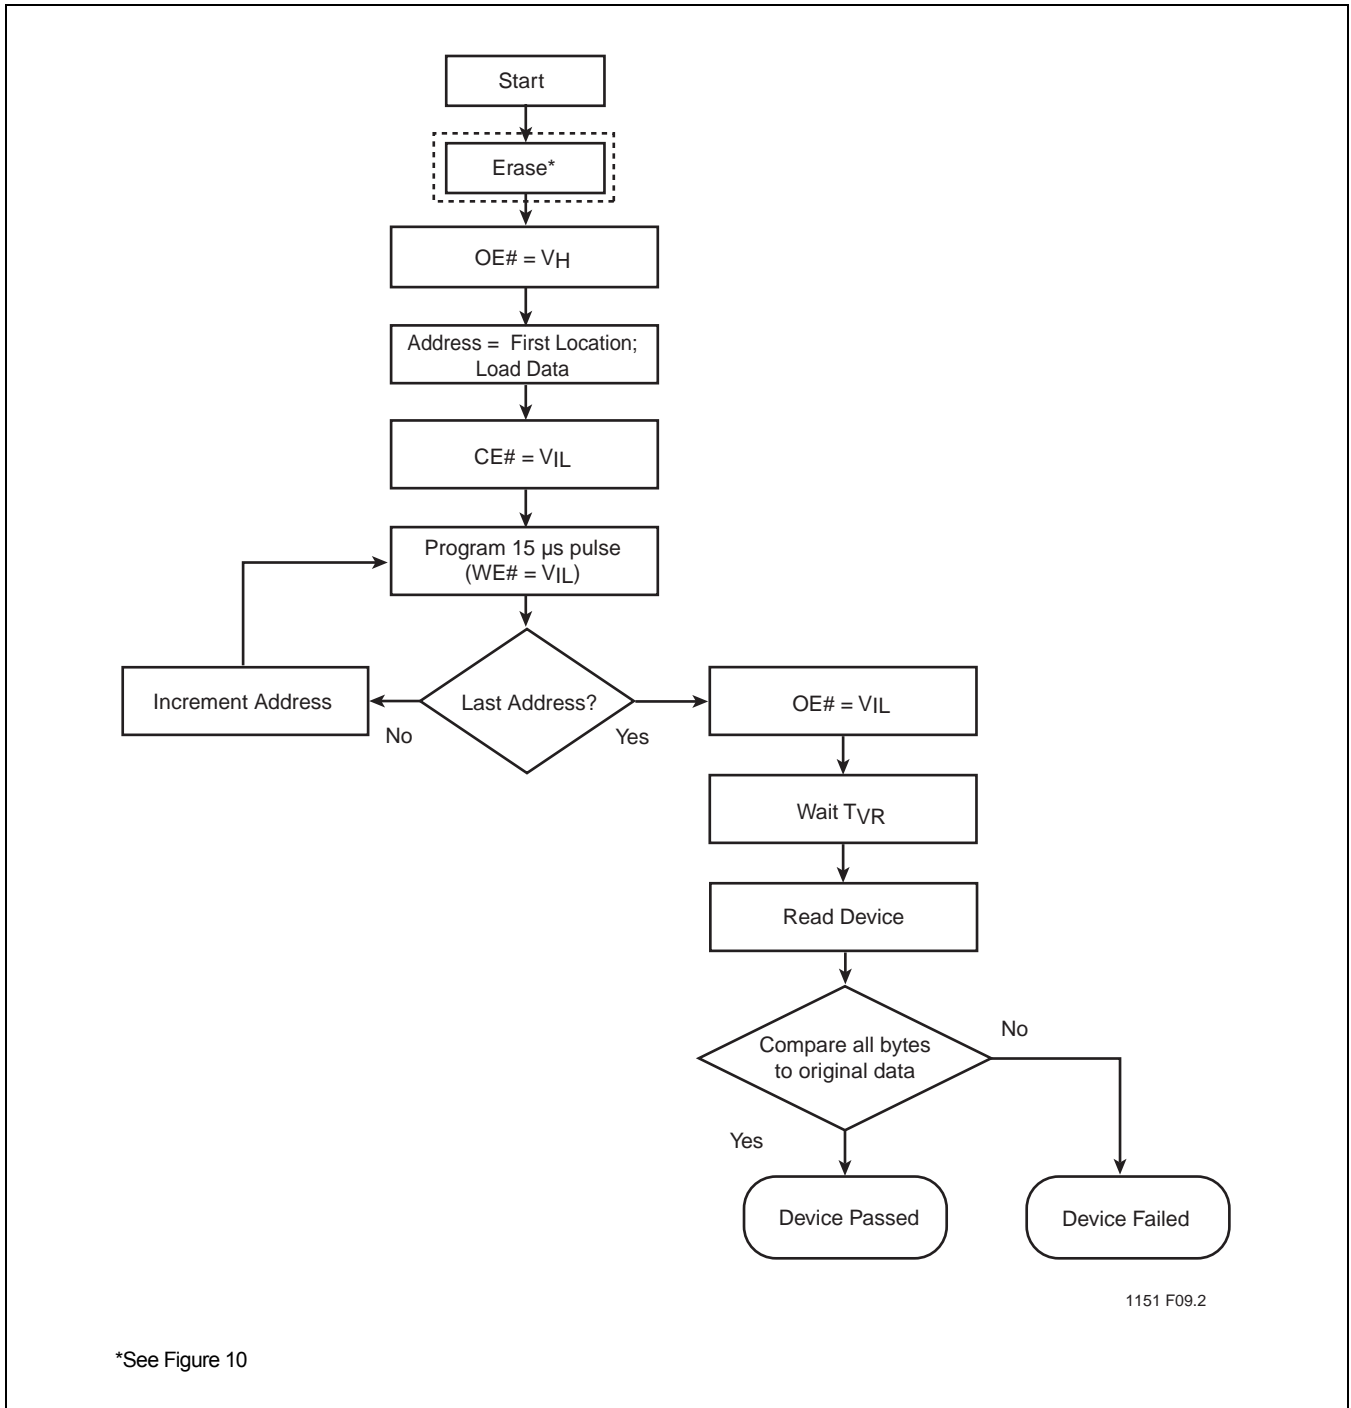 Start
Erase*
OE# = VH
Address = First Location;
Load Data
CE# = VIL
Program 15 µs pulse
(WE# = VIL)
Last Address?
No
Yes
Increment Address
OE# = VIL
Wait TVR
Read Device
Compare all bytes
to original data
No
Yes
Device Passed
Device Failed
1151 F09.2
*See Figure 10